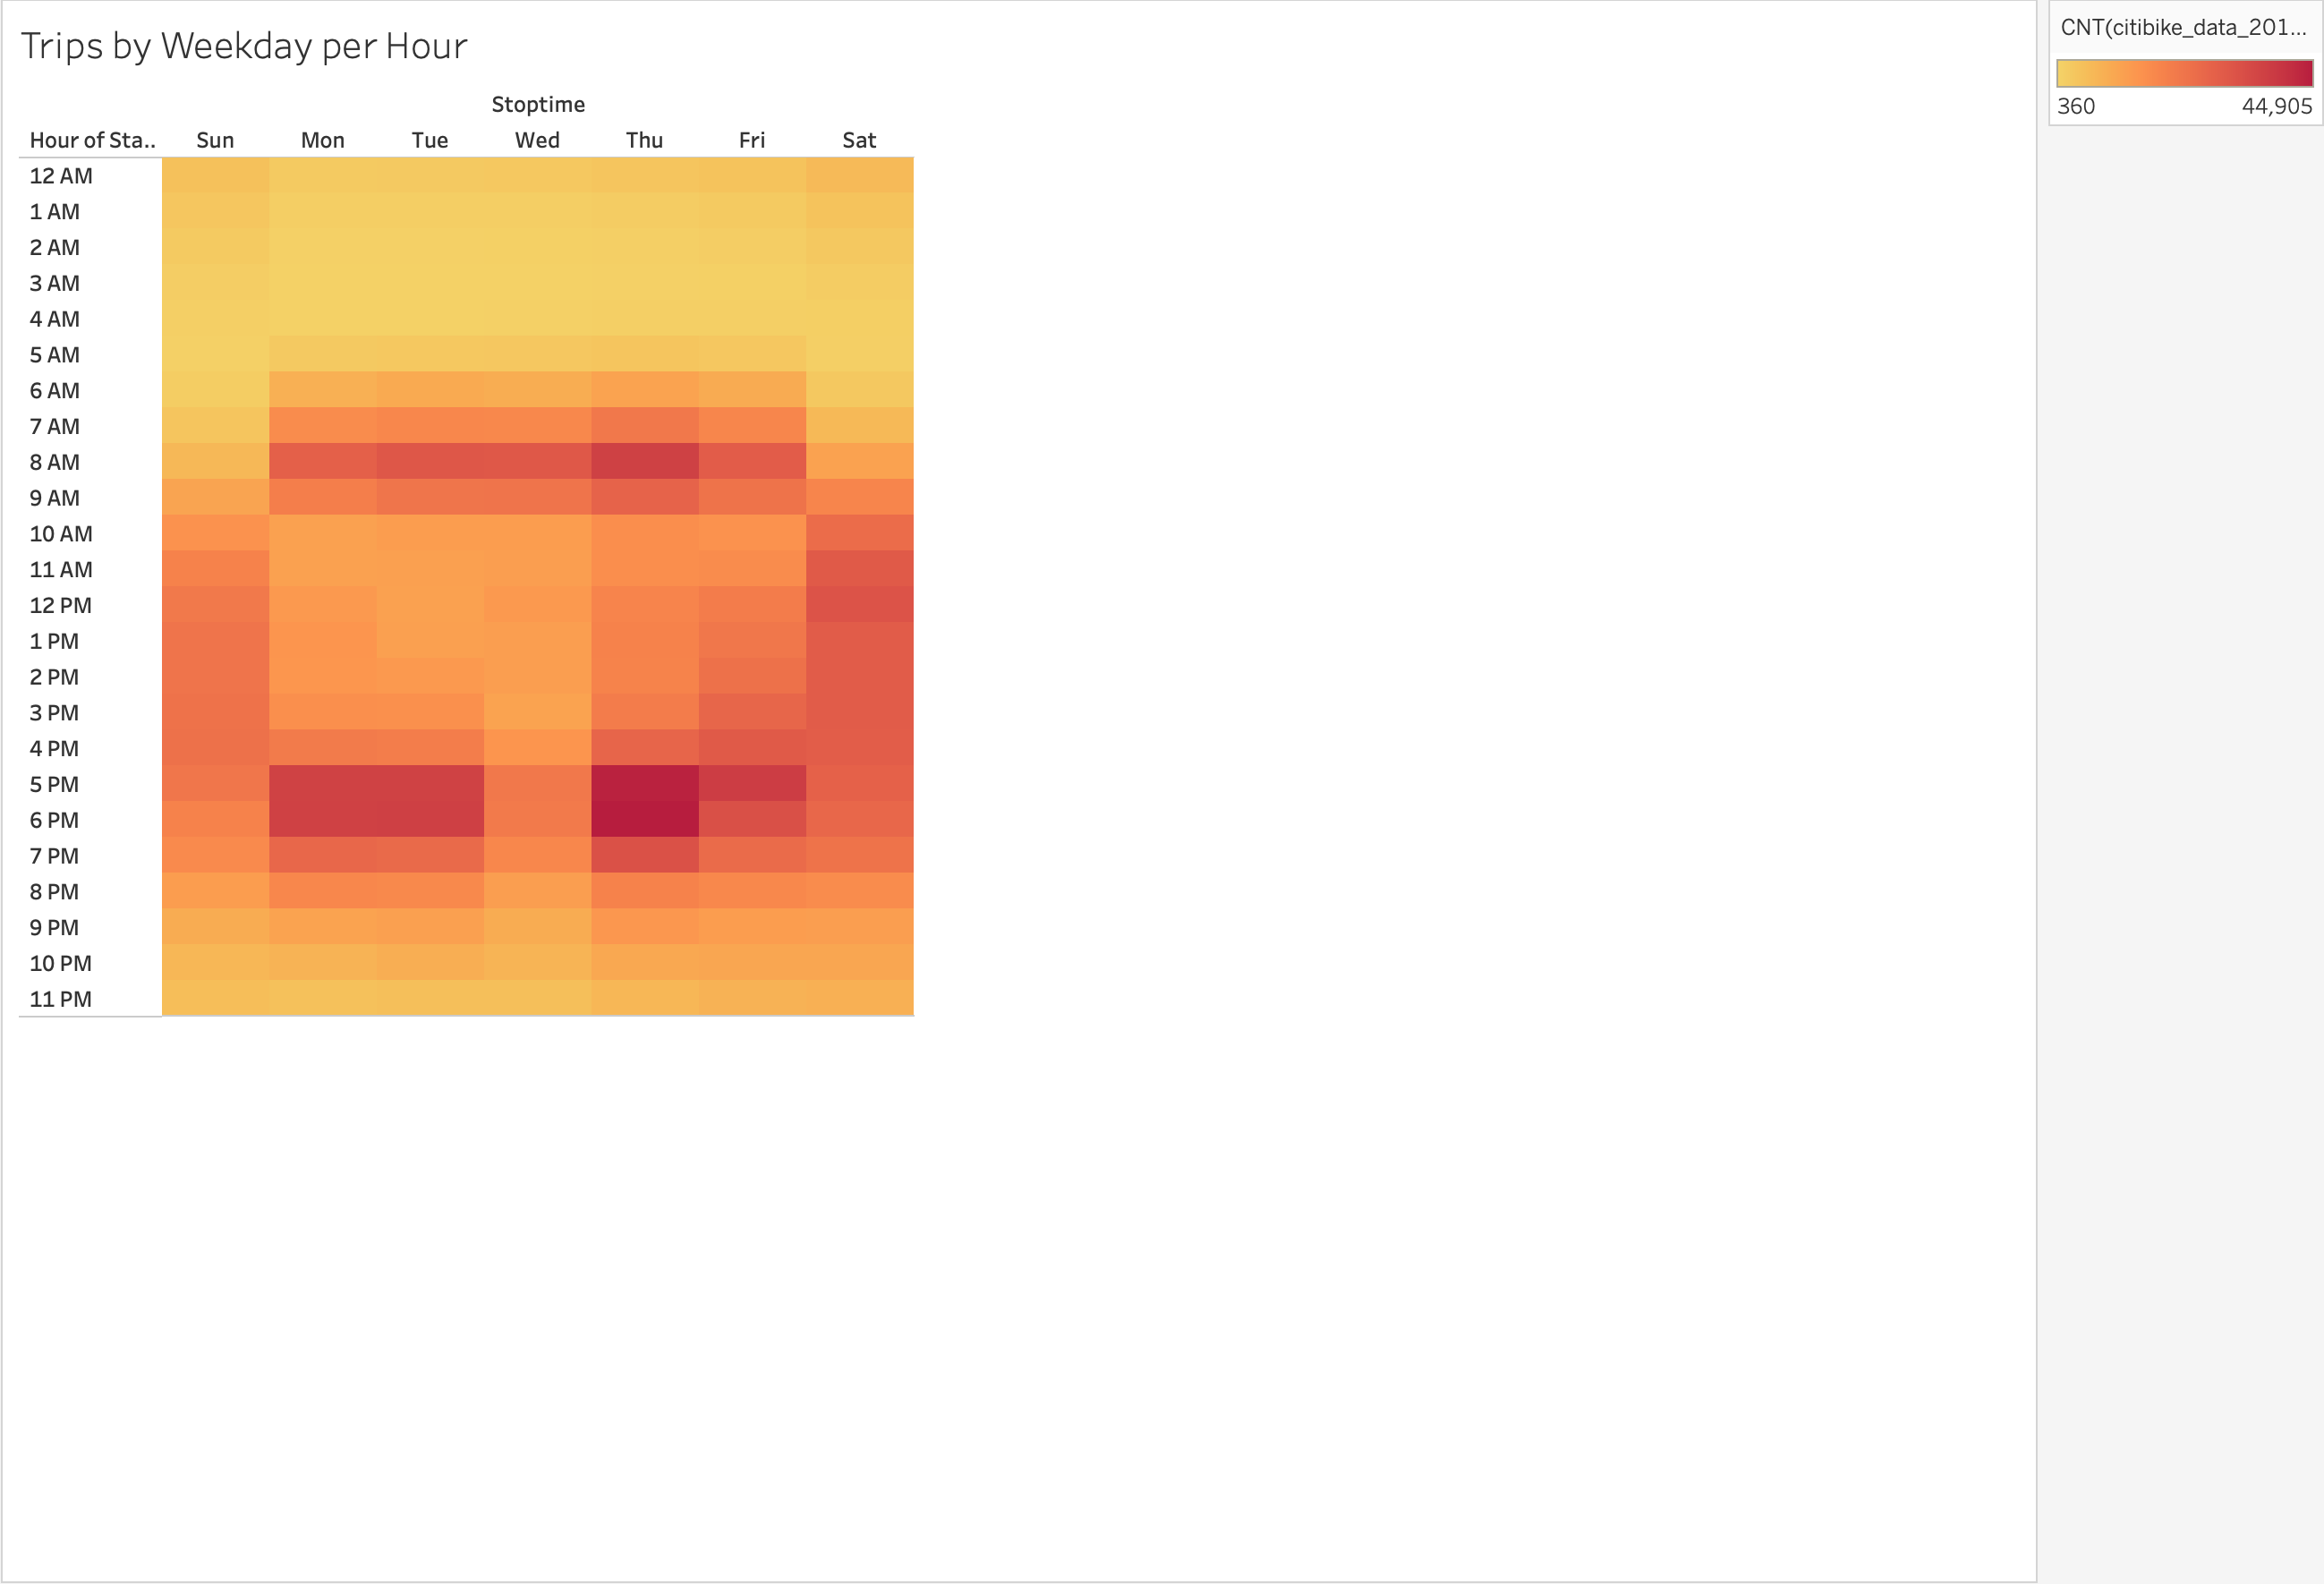 Trips by Weekday per Hour
Stoptime
Hour of Sta.. Sun Mon Tue Wed Thu Fri Sat
12 AM
1 AM
2 AM
3 AM
4 AM
5 AM
6 AM
7 AM
8 AM
9 AM
10 AM
11 AM
12 PM
1 PM
2 PM
3 PM
4 PM
5 PM
6 PM
7 PM
8 PM
9 PM
10 PM
11 PM
CNT(citibike_data_201...
360 44,905